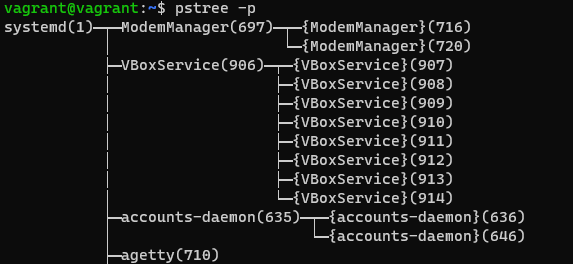 vagrant@vagrant:~$ pstree -p
systemd(1)─┬─ModemManager(697)─┬─{ModemManager}(716)
           │                   └─{ModemManager}(720)
           ├─VBoxService(906)─┬─{VBoxService}(907)
           │                  ├─{VBoxService}(908)
           │                  ├─{VBoxService}(909)
           │                  ├─{VBoxService}(910)
           │                  ├─{VBoxService}(911)
           │                  ├─{VBoxService}(912)
           │                  ├─{VBoxService}(913)
           │                  └─{VBoxService}(914)
           ├─accounts-daemon(635)─┬─{accounts-daemon}(636)
           │                      └─{accounts-daemon}(646)
           ├─agetty(710)